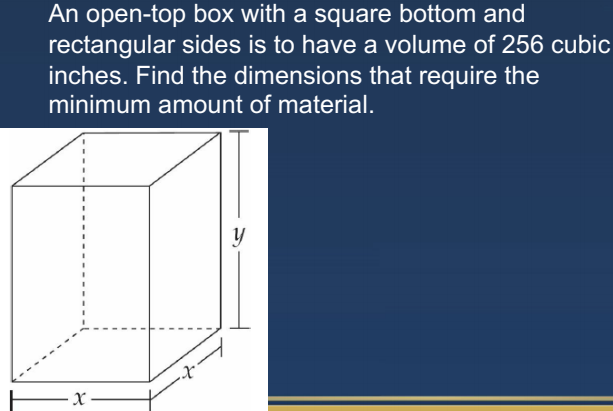 An open-top box with a square bottom and
rectangular sides is to have a volume of 256 cubic
inches. Find the dimensions that require the
minimum amount of material.
y
x
x